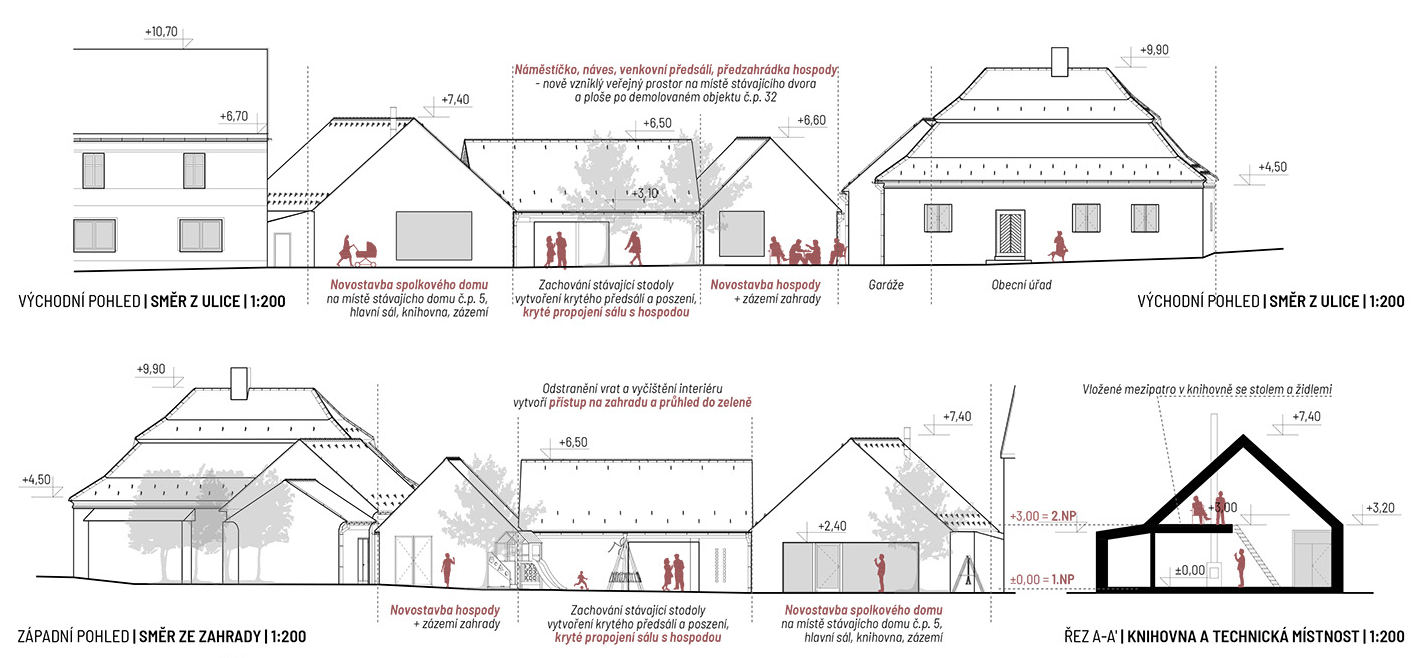 +10,70
+6,70
+7,40
Náměstíčko, náves, venkovní předsálí, předzahrádka hospody
- nově vzniklý veřejný prostor na místě stávajícího dvora
a ploše po demolovaném objektu č.p. 32
+6,50
+3,10
+6,60
+9,90
+4,50
VÝCHODNÍ POHLED | SMĚR Z ULICE | 1:200
Novostavba spolkového domu
na místě stávajícího domu č.p. 5,
hlavní sál, knihovna, zázemí
Zachování stávající stodoly
vytvoření krytého předsálí a poszení,
kryté propojení sálu s hospodou
Novostavba hospody
+ zázemí zahrady
Garáže
Obecní úřad
VÝCHODNÍ POHLED | SMĚR Z ULICE | 1:200
+9,90
+4,50
Odstranění vrat a vyčištění interiéru
vytvoří přístup na zahradu a průhled do zeleně
+6,50
+7,40
+2,40
Vložené mezipatro v knihovně se stolem a židlemi
+7,40
+3,00 = 2.NP
+3,00
+3,20
±0,00 = 1.NP
±0,00
ZÁPADNÍ POHLED | SMĚR ZE ZAHRADY | 1:200
Novostavba hospody
+ zázemí zahrady
Zachování stávající stodoly
vytvoření krytého předsálí a posezení,
kryté propojení sálu s hospodou
Novostavba spolkového domu
na místě stávajícího domu č.p. 5,
hlavní sál, knihovna, zázemí
ŘEZ A-A' | KNIHOVNA A TECHNICKÁ MÍSTNOST | 1:200